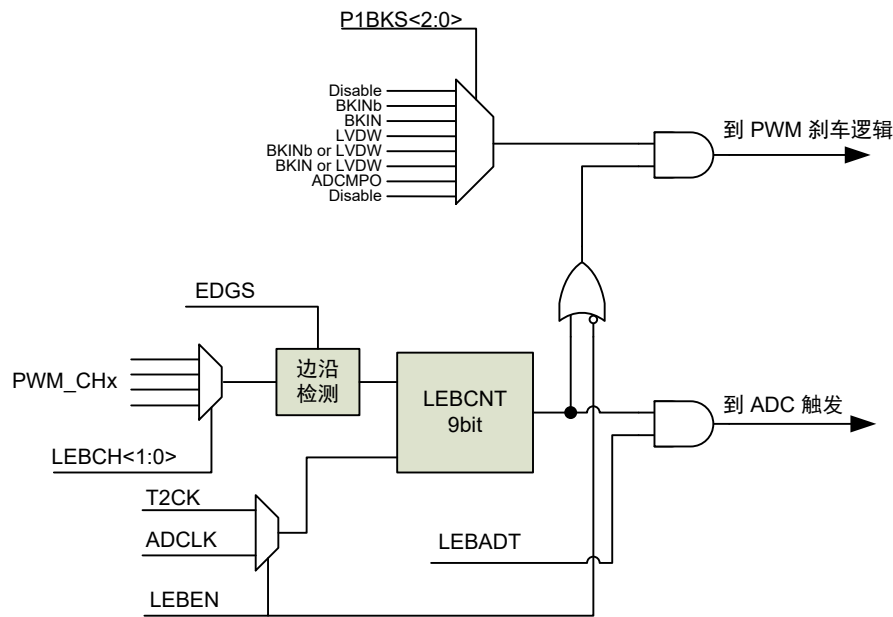 P1BKS<2:0>
Disable
BKINb
BKIN
LVDW
BKINb or LVDW
BKIN or LVDW
ADCMPO
Disable
到 PWM 刹车逻辑
EDGS
PWM_CHx
边沿
检测
LEBCNT
9bit
到 ADC 触发
LEBCH<1:0>
T2CK
ADCLK
LEBADT
LEBEN